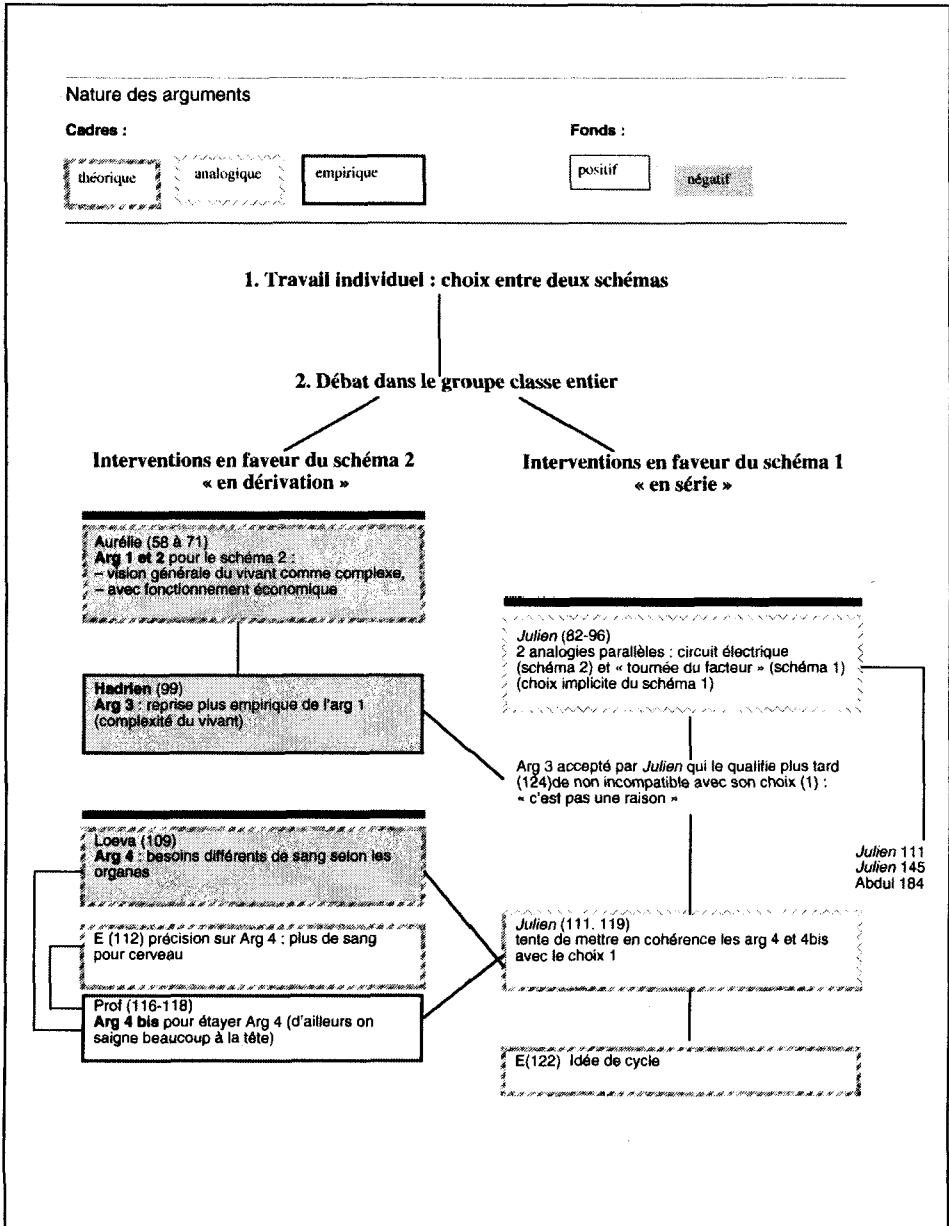 Nature des arguments
Cadres :
Fonds :
théorique
analogique
empirique
positif
négatif
1. Travail individuel : choix entre deux schémas
2. Débat dans le groupe classe entier
Interventions en faveur du schéma 2
« en dérivation »
Interventions en faveur du schéma 1
« en série »
Aurélie (58 à 71)
Arg 1 et 2 pour le schéma 2 :
– vision générale du vivant comme complexe,
– avec fonctionnement économique
Hadrien (99)
Arg 3 : reprise plus empirique de l'arg 1
(complexité du vivant)
Loeva (109)
Arg 4 : besoins différents de sang selon les
organes
E (112) précision sur Arg 4 : plus de sang
pour cerveau
Prof (116-118)
Arg 4 bis pour étayer Arg 4 (d'ailleurs on
saigne beaucoup à la tête)
Julien (82-96)
2 analogies parallèles : circuit électrique
(schéma 2) et « tournée du facteur » (schéma 1)
(choix implicite du schéma 1)
Arg 3 accepté par Julien qui le qualifie plus tard
(124)de non incompatible avec son choix (1) :
« c'est pas une raison »
Julien 111
Julien 145
Abdul 184
Julien (111. 119)
tente de mettre en cohérence les arg 4 et 4bis
avec le choix 1
E(122) Idée de cycle